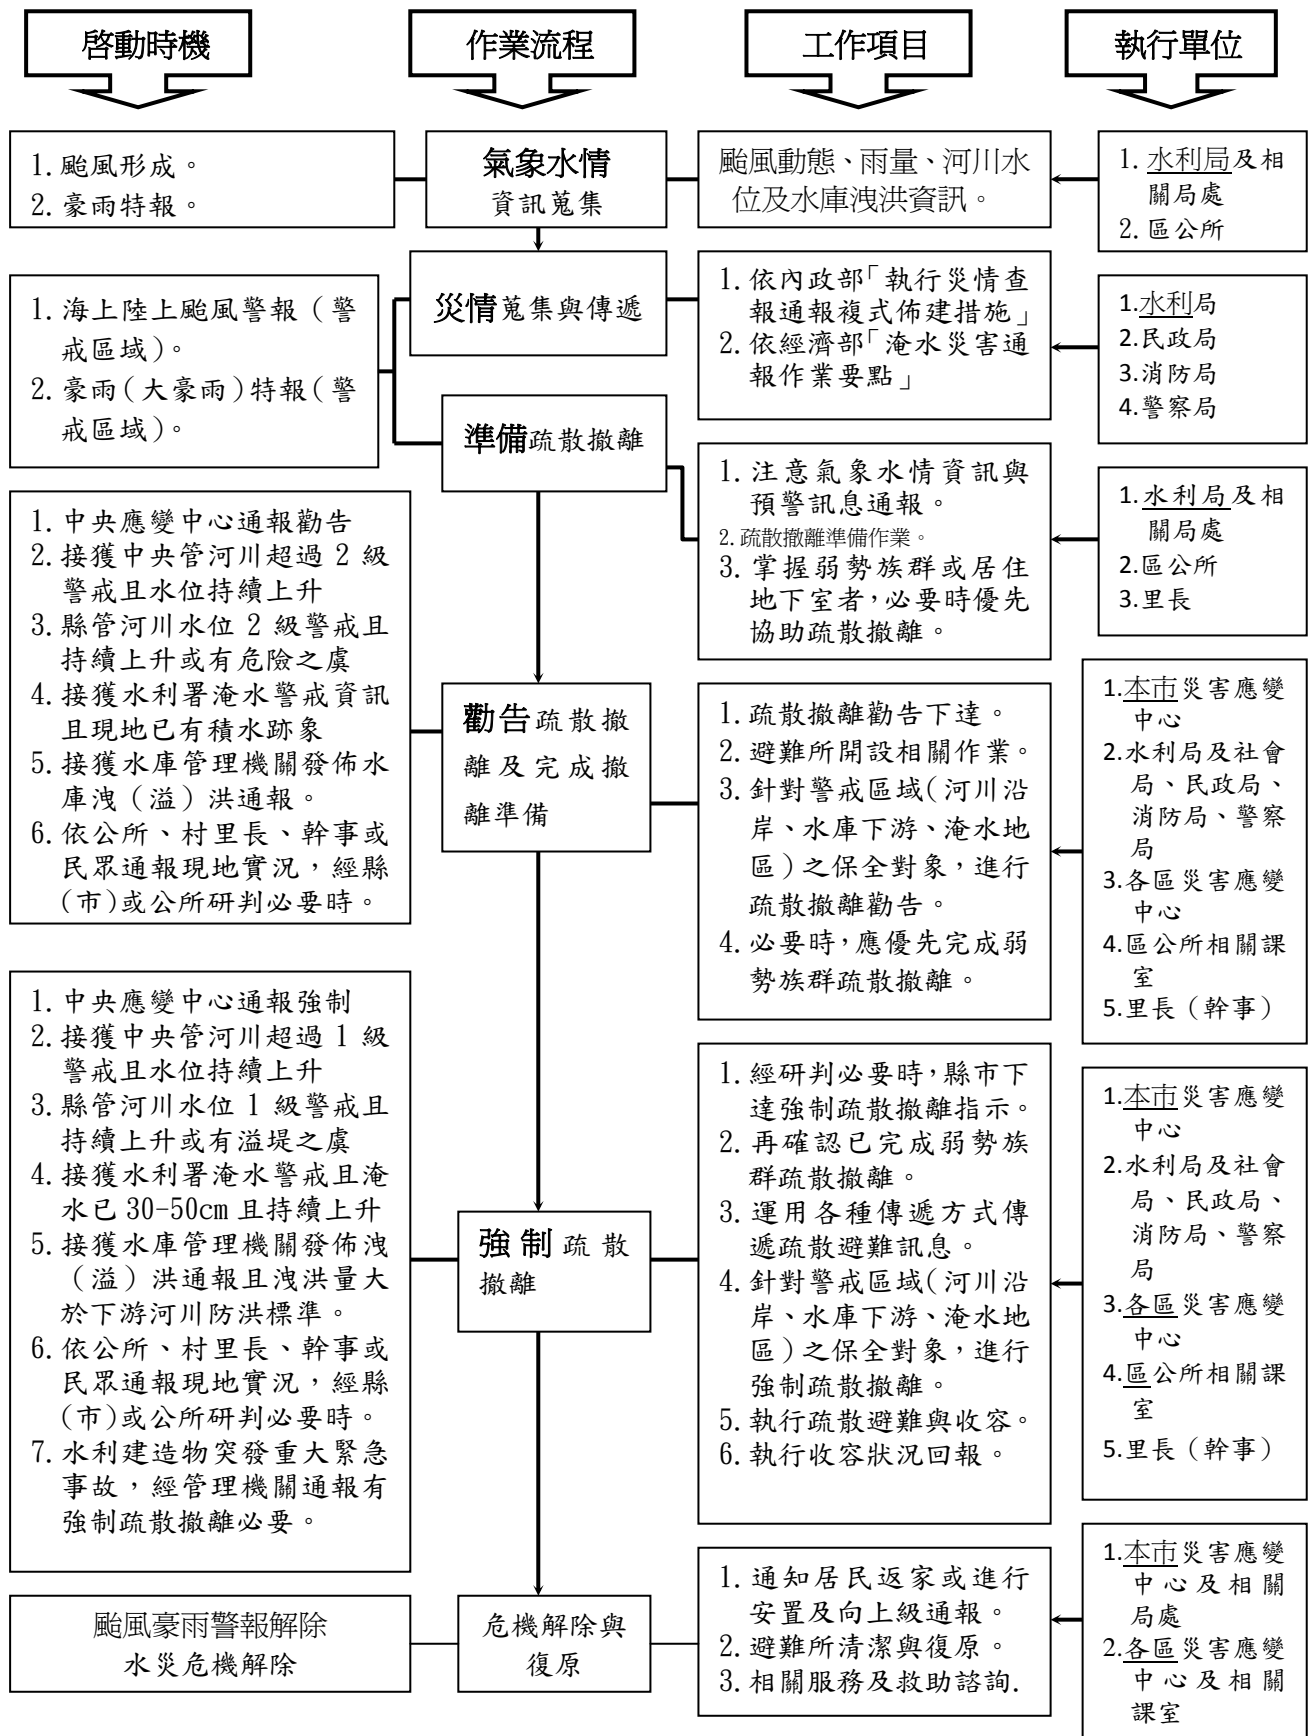 啓動時機
作業流程
工作項目
執行單位
1.颱風形成。
2.豪雨特報。
氣象水情
資訊蒐集
颱風動態、雨量、河川水
位及水庫洩洪資訊。
1.水利局及相
關局處
2.區公所
1.海上陸上颱風警報（警
戒區域）。
2.豪雨(大豪雨)特報(警
戒區域)。
災情蒐集與傳遞
1.依內政部「執行災情查
報通報複式佈建措施」
2.依經濟部「淹水災害通
報作業要點」
1.水利局
2.民政局
3.消防局
4.警察局
準備疏散撤離
1.注意氣象水情資訊與
預警訊息通報。
2.疏散撤離準備作業。
3.掌握弱勢族群或居住
地下室者,必要時優先
協助疏散撤離。
1.水利局及相
關局處
2.區公所
3.里長
1.中央應變中心通報勸告
2.接獲中央管河川超過 2 級
警戒且水位持續上升
3.縣管河川水位 2 級警戒且
持續上升或有危險之虞
4.接獲水利署淹水警戒資訊
且現地已有積水跡象
5.接獲水庫管理機關發佈水
庫洩（溢）洪通報。
6.依公所、村里長、幹事或
民眾通報現地實況，經縣
(市)或公所研判必要時。
勸告疏散撤
離及完成撤
離準備
1.疏散撤離勸告下達。
2.避難所開設相關作業。
3.針對警戒區域(河川沿
岸、水庫下游、淹水地
區)之保全對象，進行
疏散撤離勸告。
4.必要時,應優先完成弱
勢族群疏散撤離。
1.本市災害應變
中心
2.水利局及社會
局、民政局、
消防局、警察
局
3.各區災害應變
中心
4.區公所相關課
室
5.里長（幹事）
1.中央應變中心通報強制
2.接獲中央管河川超過 1 級
警戒且水位持續上升
3.縣管河川水位 1 級警戒且
持續上升或有溢堤之虞
4.接獲水利署淹水警戒且淹
水已 30-50cm 且持續上升
5.接獲水庫管理機關發佈洩
（溢）洪通報且洩洪量大
於下游河川防洪標準。
6.依公所、村里長、幹事或
民眾通報現地實況，經縣
(市)或公所研判必要時。
7.水利建造物突發重大緊急
事故，經管理機關通報有
強制疏散撤離必要。
強制疏散
撤離
1.經研判必要時,縣市下
達強制疏散撤離指示。
2.再確認已完成弱勢族
群疏散撤離。
3.運用各種傳遞方式傳
遞疏散避難訊息。
4.針對警戒區域(河川沿
岸、水庫下游、淹水地
區)之保全對象，進行
強制疏散撤離。
5.執行疏散避難與收容。
6.執行收容狀況回報。
1.本市災害應變
中心
2.水利局及社會
局、民政局、
消防局、警察
局
3.各區災害應變
中心
4.區公所相關課
室
5.里長（幹事）
颱風豪雨警報解除
水災危機解除
危機解除與
復原
1.通知居民返家或進行
安置及向上級通報。
2.避難所清潔與復原。
3.相關服務及救助諮詢.
1.本市災害應變
中心及相關
局處
2.各區災害應變
中心及相關
課室